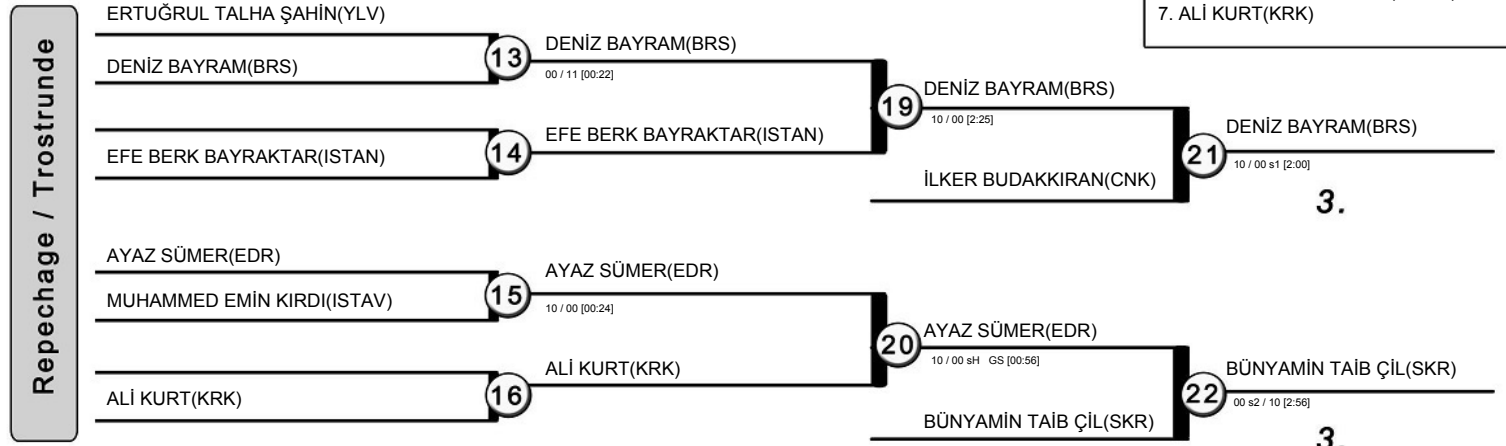 Repechage / Trostrunde
7. ALİ KURT(KRK)
ERTUĞRUL TALHA ŞAHİN(YLV)
DENİZ BAYRAM(BRS)
13
DENİZ BAYRAM(BRS)
00 / 11 [00:22]
EFE BERK BAYRAKTAR(ISTAN)
14
EFE BERK BAYRAKTAR(ISTAN)
19
DENİZ BAYRAM(BRS)
10 / 00 [2:25]
İLKER BUDAKKIRAN(CNK)
21
DENİZ BAYRAM(BRS)
10 / 00 s1 [2:00]
3.
AYAZ SÜMER(EDR)
MUHAMMED EMİN KIRDI(ISTAV)
15
AYAZ SÜMER(EDR)
10 / 00 [00:24]
ALİ KURT(KRK)
16
ALİ KURT(KRK)
20
AYAZ SÜMER(EDR)
10 / 00 sH GS [00:56]
BÜNYAMİN TAİB ÇİL(SKR)
22
BÜNYAMİN TAİB ÇİL(SKR)
00 s2 / 10 [2:56]
3.